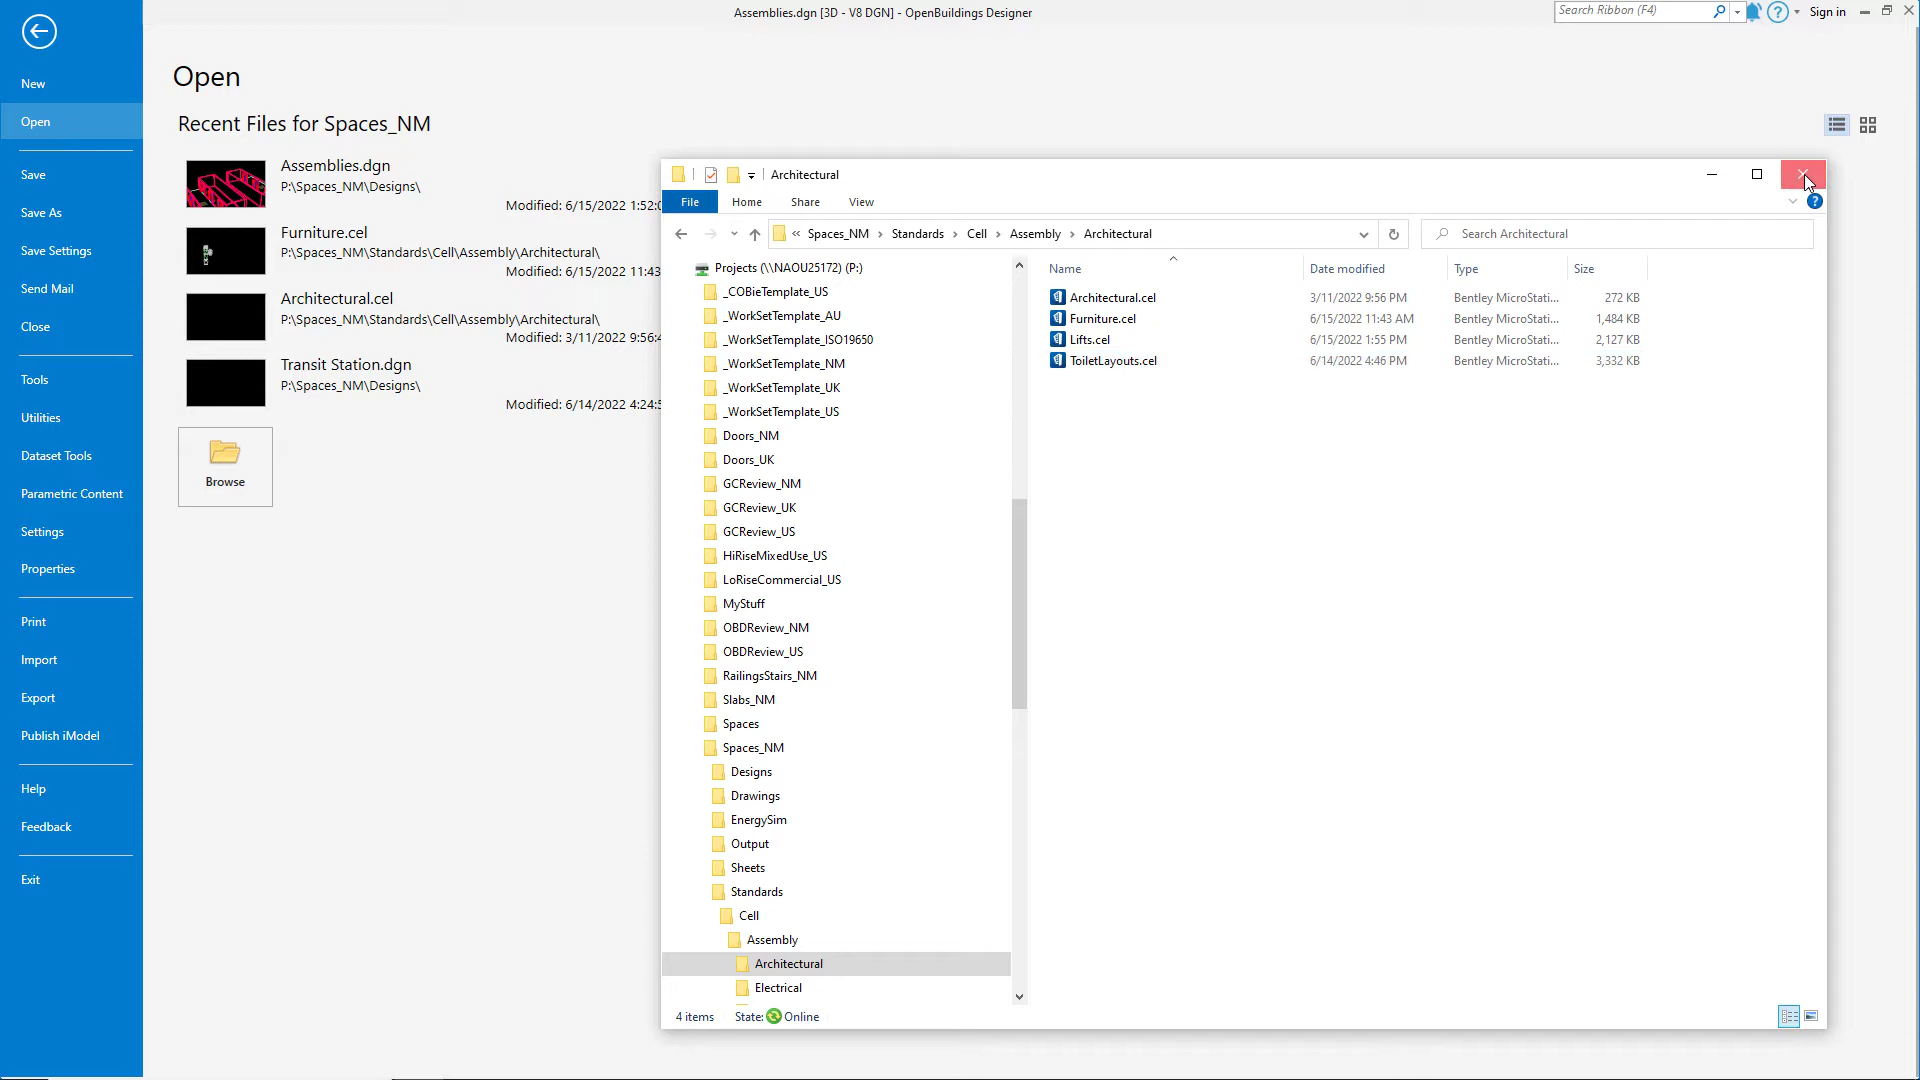 Assemblies.dgn [3D - V8 DGN] - OpenBuildings Designer
Search Ribbon (F4)
Sign in
New
Open
Save
Save As
Save Settings
Send Mail
Close
Tools
Utilities
Dataset Tools
Parametric Content
Settings
Properties
Print
Import
Export
Publish iModel
Help
Feedback
Exit
Open
Recent Files for Spaces_NM
Assemblies.dgn
P:\Spaces_NM\Designs\
Modified: 6/15/2022 1:52:0
Furniture.cel
P:\Spaces_NM\Standards\Cell\Assembly\Architectural\
Modified: 6/15/2022 11:43
Architectural.cel
P:\Spaces_NM\Standards\Cell\Assembly\Architectural\
Modified: 3/11/2022 9:56:4
Transit Station.dgn
P:\Spaces_NM\Designs\
Modified: 6/14/2022 4:24:5
Browse
Architectural
File Home Share View
« Spaces_NM > Standards > Cell > Assembly > Architectural
Search Architectural
Projects (\\NAOU25172) (P:)
_COBieTemplate_US
_WorkSetTemplate_AU
_WorkSetTemplate_ISO19650
_WorkSetTemplate_NM
_WorkSetTemplate_UK
_WorkSetTemplate_US
Doors_NM
Doors_UK
GCReview_NM
GCReview_UK
GCReview_US
HiRiseMixedUse_US
LoRiseCommercial_US
MyStuff
OBDReview_NM
OBDReview_US
RailingsStairs_NM
Slabs_NM
Spaces
Spaces_NM
Designs
Drawings
EnergySim
Output
Sheets
Standards
Cell
Assembly
Architectural
Electrical
Name Date modified Type Size
Architectural.cel 3/11/2022 9:56 PM Bentley MicroStati... 272 KB
Furniture.cel 6/15/2022 11:43 AM Bentley MicroStati... 1,484 KB
Lifts.cel 6/15/2022 1:55 PM Bentley MicroStati... 2,127 KB
ToiletLayouts.cel 6/14/2022 4:46 PM Bentley MicroStati... 3,332 KB
4 items State: Online